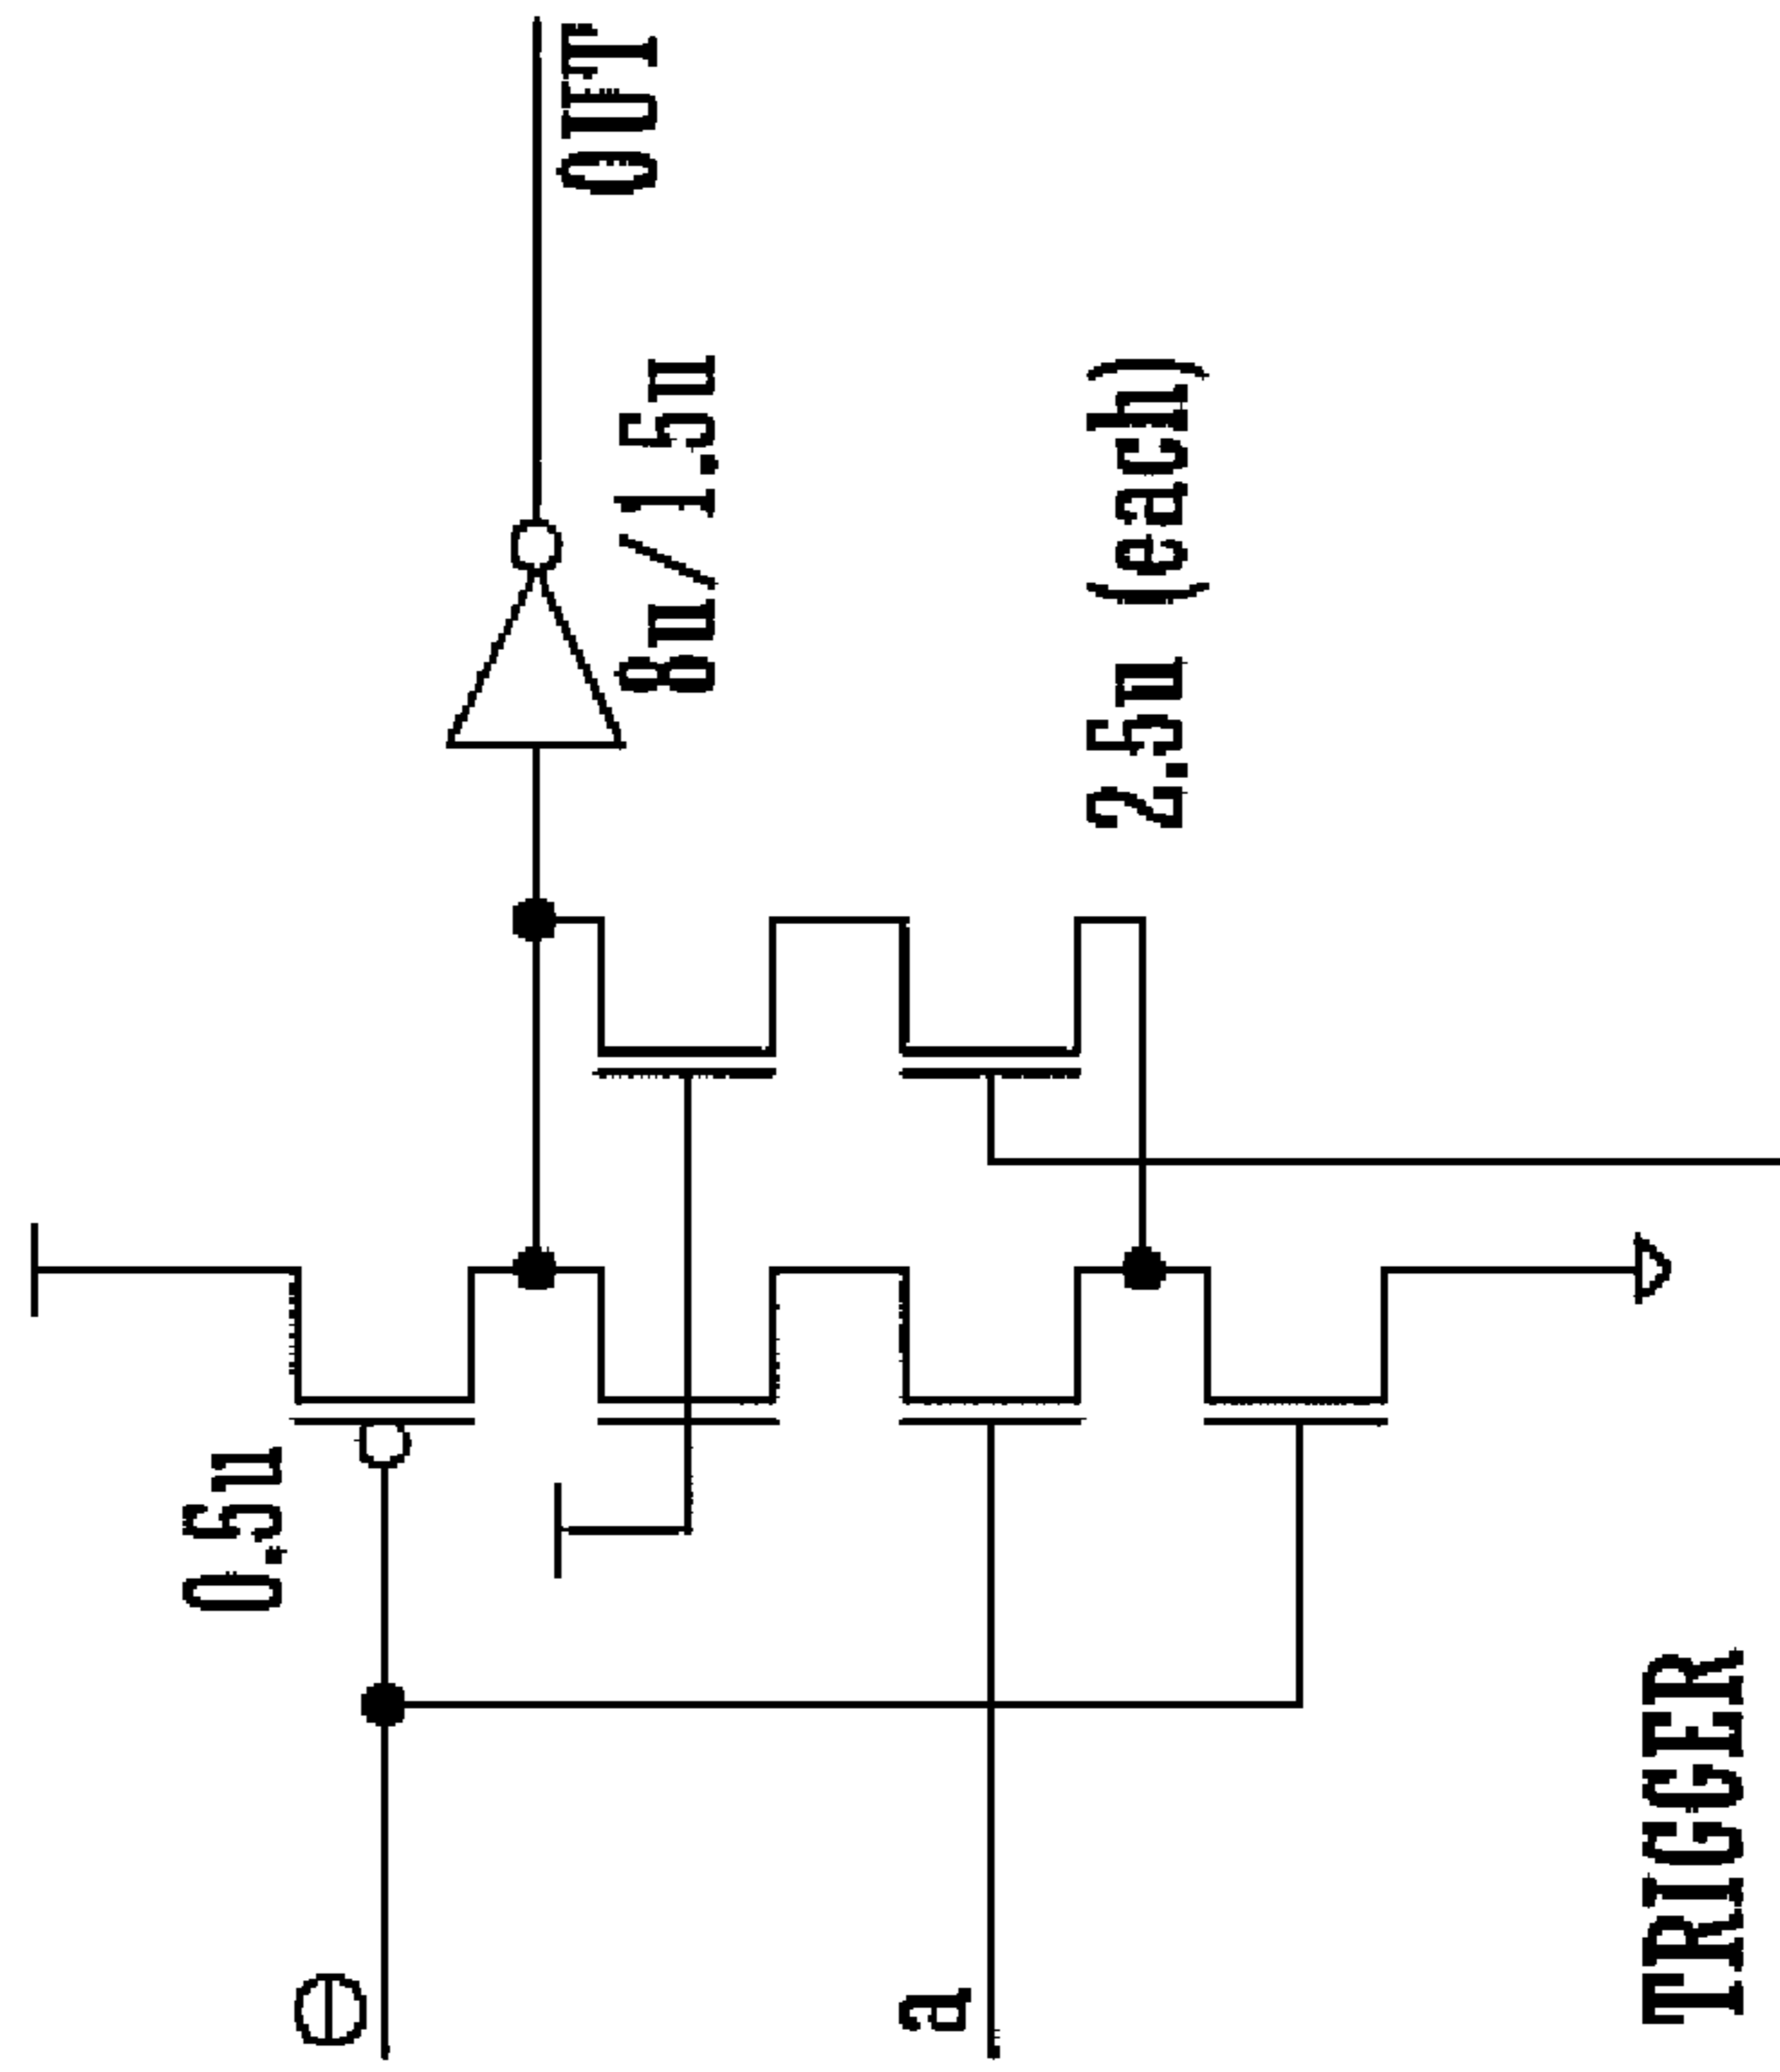 OUT
8u/1.5u
2.5u (each)
0.5u
Θ
a
TRIGGER